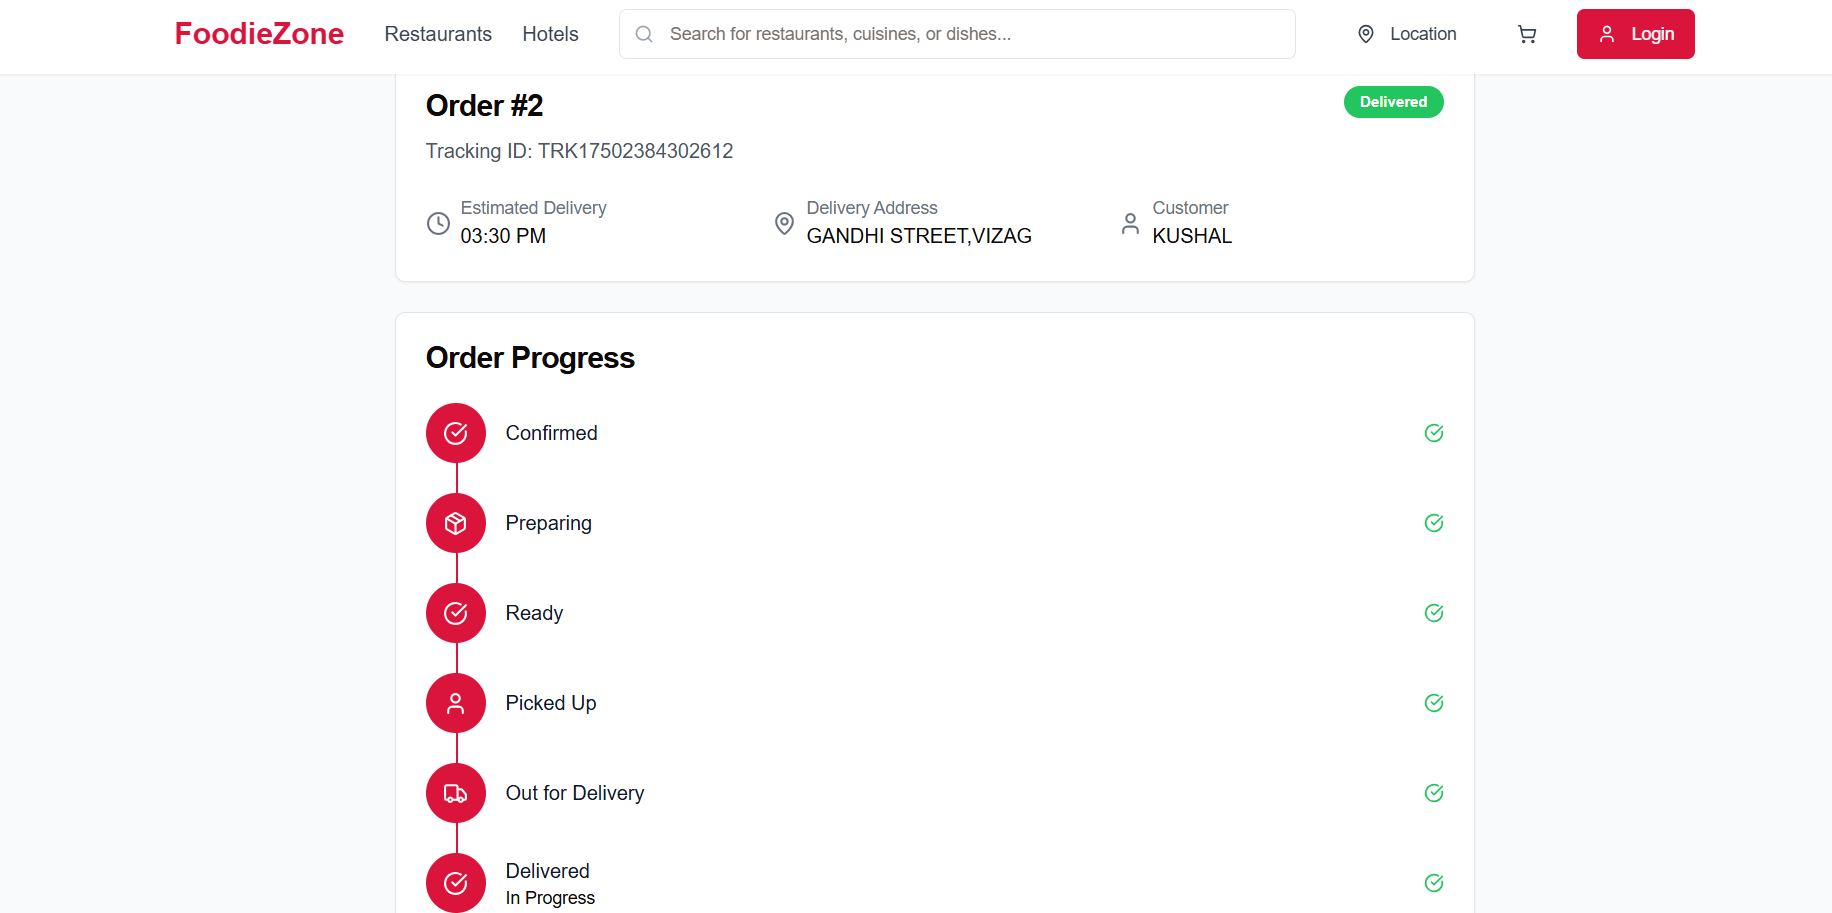 FoodieZone
Restaurants
Hotels
Search for restaurants, cuisines, or dishes...
Location
Login
Order #2
Delivered
Tracking ID: TRK17502384302612
Estimated Delivery
03:30 PM
Delivery Address
GANDHI STREET,VIZAG
Customer
KUSHAL
Order Progress
Confirmed
Preparing
Ready
Picked Up
Out for Delivery
Delivered
In Progress